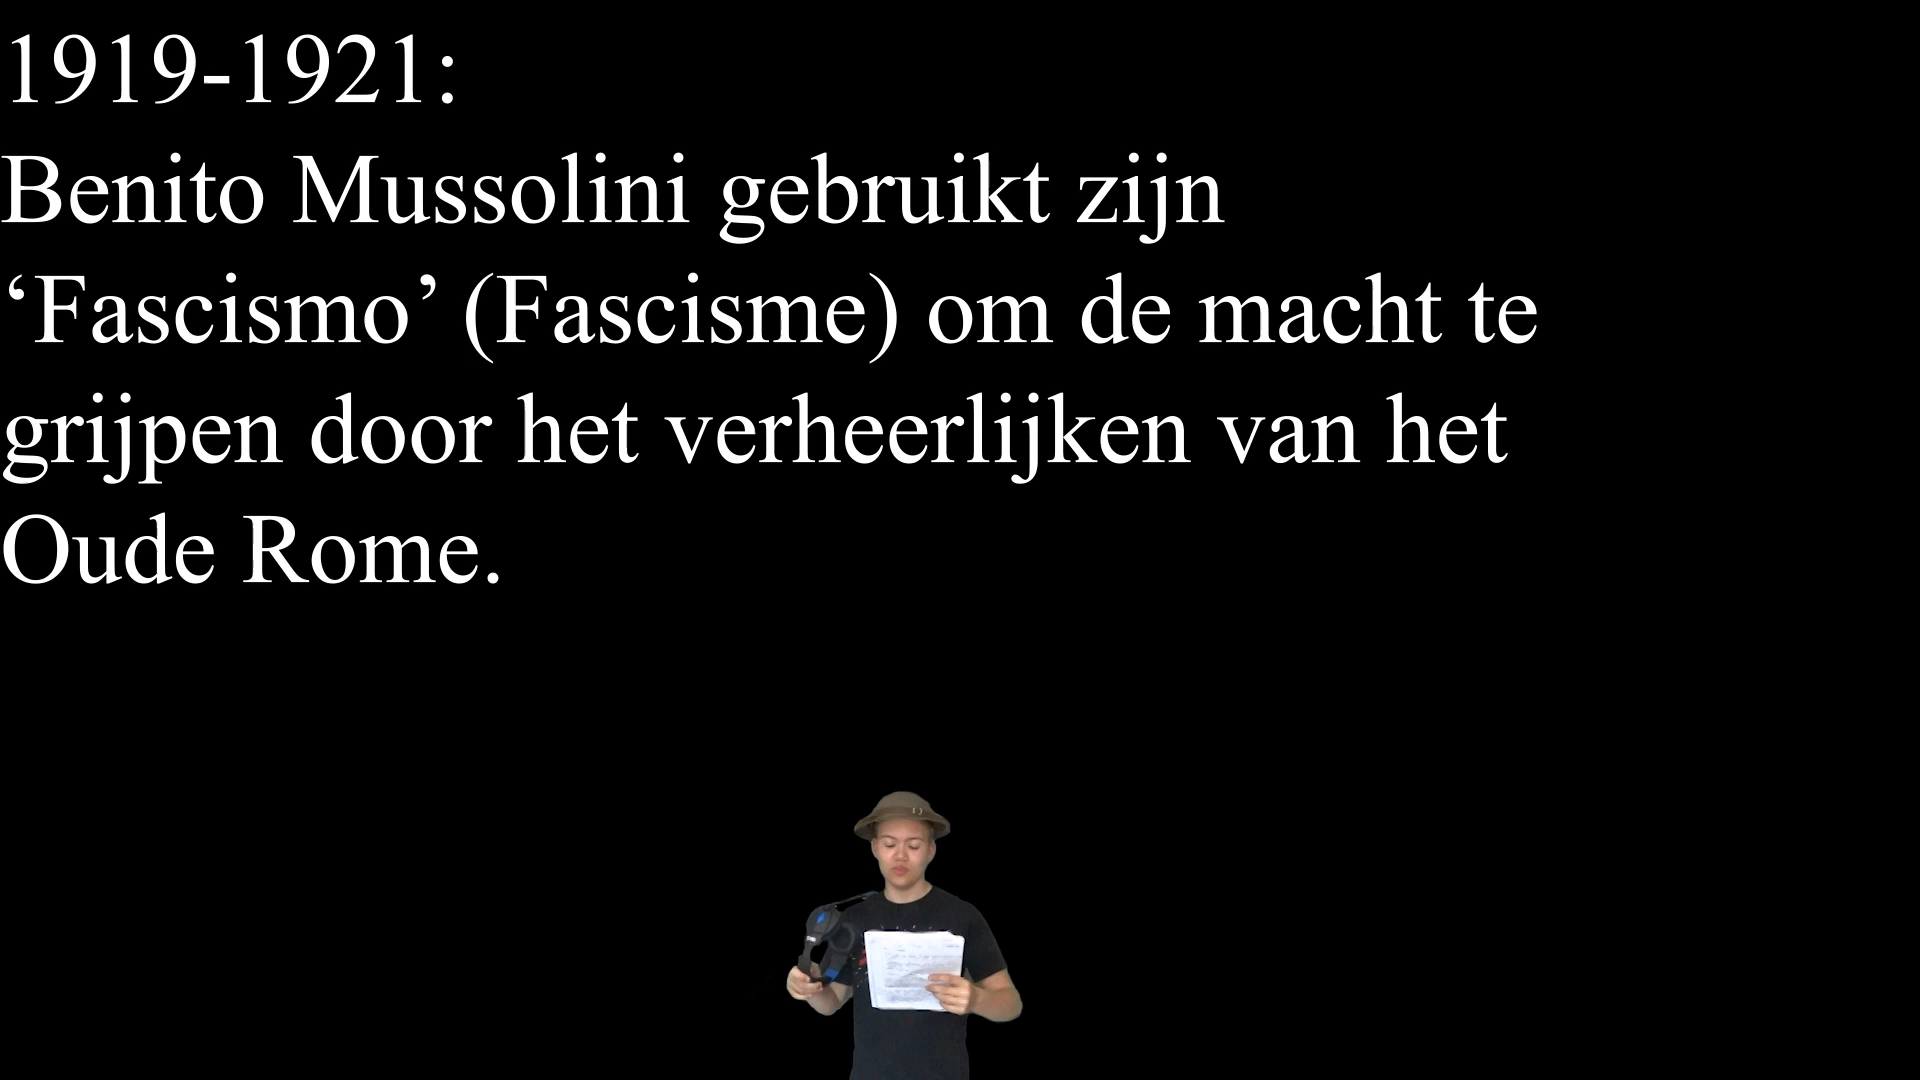 1919-1921:
Benito Mussolini gebruikt zijn
‘Fascismo’ (Fascisme) om de macht te
grijpen door het verheerlijken van het
Oude Rome.